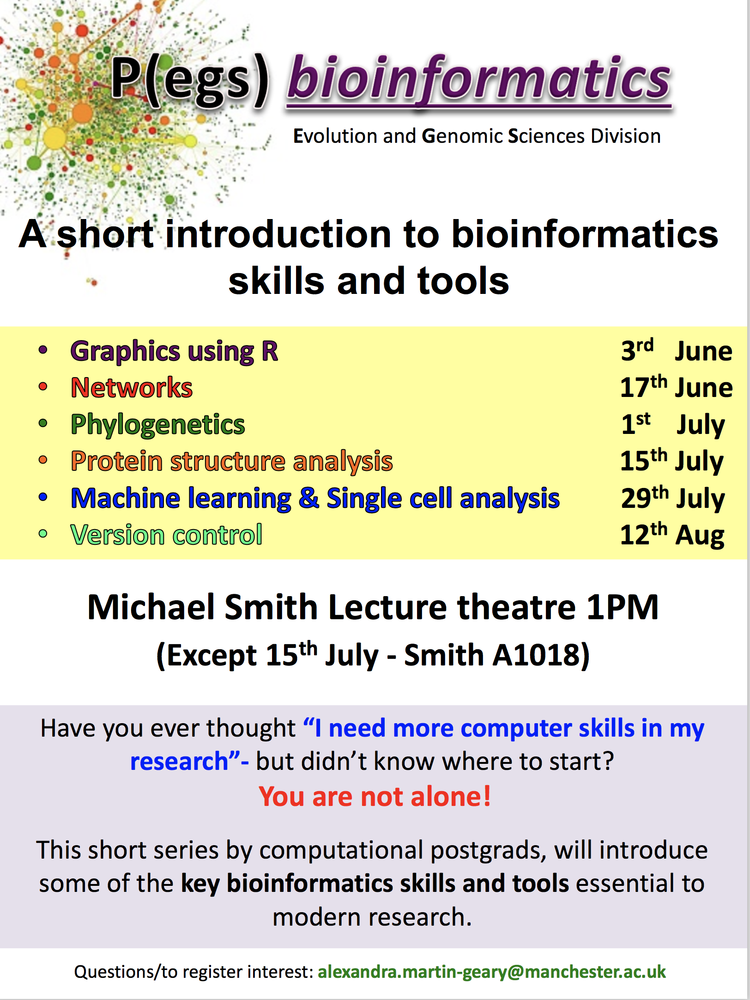 P(egs) bioinformatics
Evolution and Genomic Sciences Division
A short introduction to bioinformatics
skills and tools
• Graphics using R 3rd June
• Networks 17th June
• Phylogenetics 1st July
• Protein structure analysis 15th July
• Machine learning & Single cell analysis 29th July
• Version control 12th Aug
Michael Smith Lecture theatre 1PM
(Except 15th July - Smith A1018)
Have you ever thought “I need more computer skills in my
research”- but didn’t know where to start?
You are not alone!
This short series by computational postgrads, will introduce
some of the key bioinformatics skills and tools essential to
modern research.
Questions/to register interest: alexandra.martin-geary@manchester.ac.uk